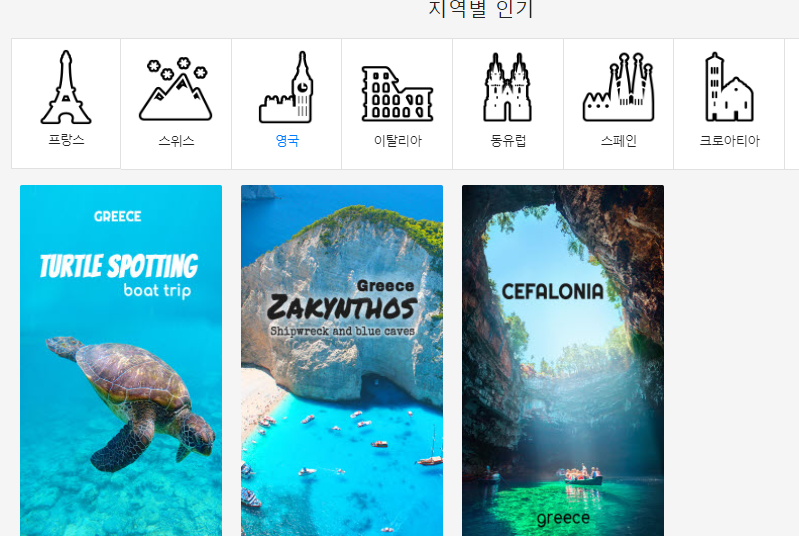 지역별 인기
프랑스
스위스
영국
이탈리아
동유럽
스페인
크로아티아
GREECE
TURTLE SPOTTING
boat trip
Greece
ZAKYNTHOS
Shipwreck and blue caves
CEFALONIA
greece